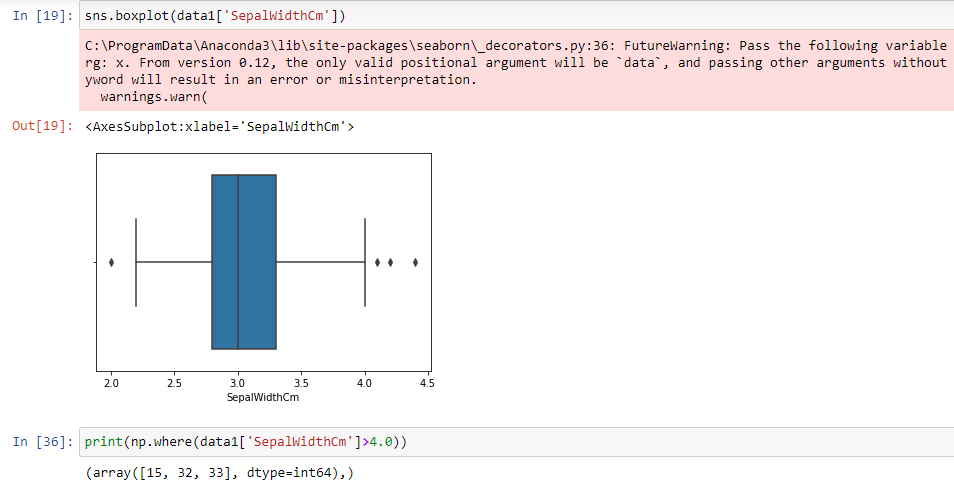 In [19]: sns.boxplot(data1['SepalWidthCm'])
C:\ProgramData\Anaconda3\lib\site-packages\seaborn\_decorators.py:36: FutureWarning: Pass the following variable
rg: x. From version 0.12, the only valid positional argument will be `data`, and passing other arguments without
yword will result in an error or misinterpretation.
warnings.warn(
Out[19]: <AxesSubplot:xlabel='SepalWidthCm'>
2.0 2.5 3.0 3.5 4.0 4.5
SepalWidthCm
In [36]: print(np.where(data1['SepalWidthCm']>4.0))
(array([15, 32, 33], dtype=int64),)